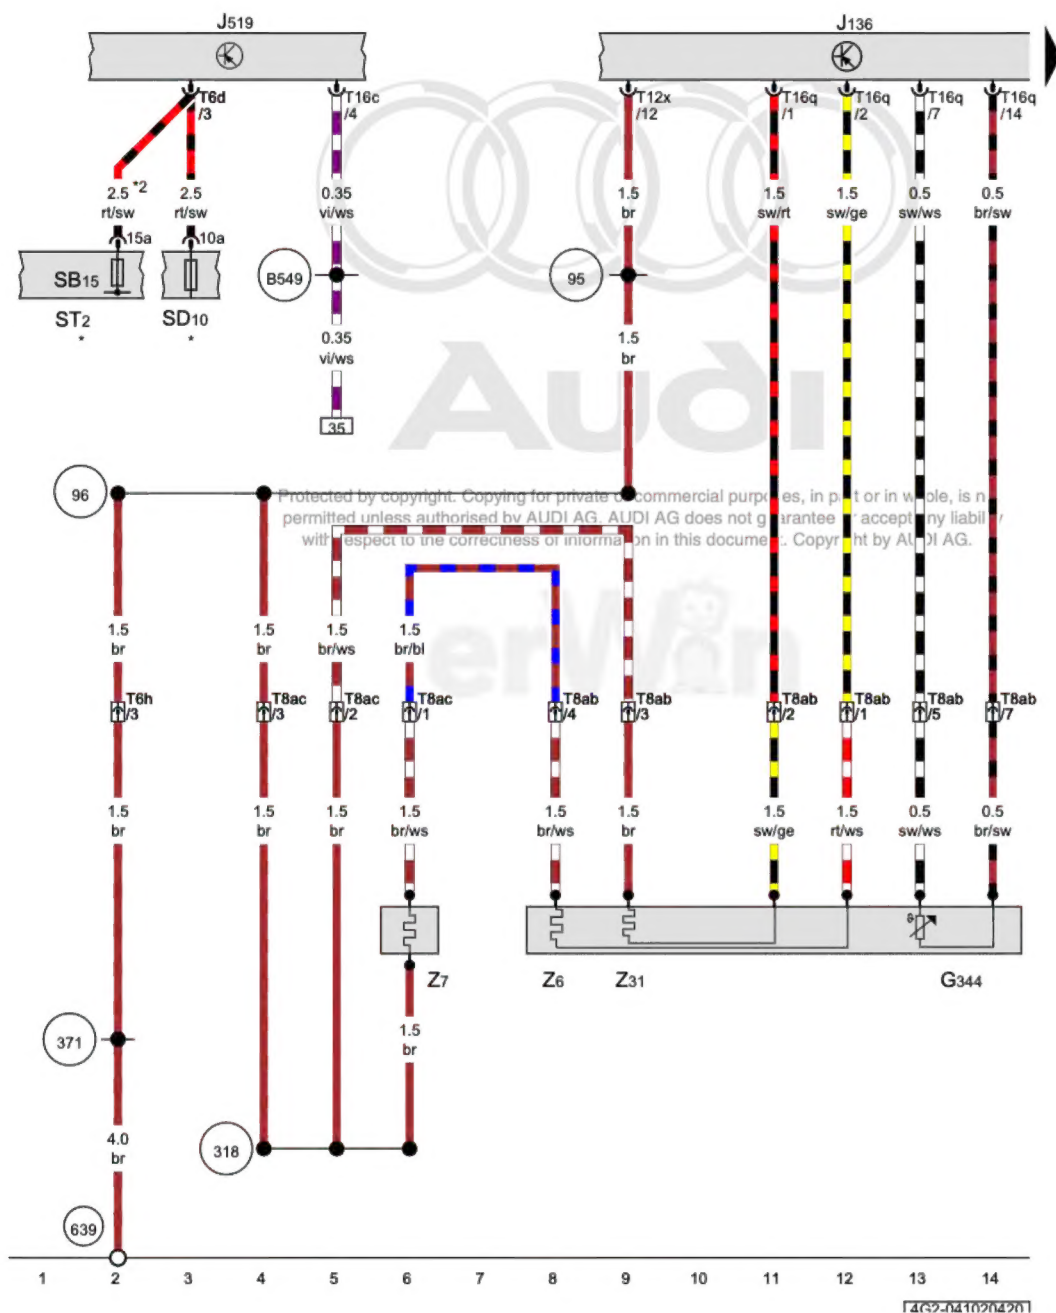 J519 J136
T6d /3 T16c /4 T12x /12 T16q /1 T16q /2 T16q /7 T16q /14
2.5 *2 2.5 0.35 1.5 1.5 1.5 0.5 0.5
rt/sw rt/sw vi/ws br sw/rt sw/ge sw/ws br/sw
15a 10a
SB15 B549 95
ST2 SD10
* *
0.35 1.5
vi/ws br
35
Audi
96
Protected by copyright. Copying for private or commercial purposes, in part or in whole, is n
permitted unless authorised by AUDI AG. AUDI AG does not guarantee or accept any liability
with respect to the correctness of information in this document. Copyright by AUDI AG.
erWin
1.5 1.5 1.5 1.5
br br br/ws br/bl
T6h /3 T8ac /3 T8ac /2 T8ac /1 T8ab /4 T8ab /3 T8ab /2 T8ab /1 T8ab /5 T8ab /7
1.5 1.5 1.5 1.5 1.5 1.5 1.5 1.5 0.5 0.5
br br br br/ws br/ws br sw/ge rt/ws sw/ws br/sw
Z7 Z6 Z31 G344
1.5
br
371
4.0
br
318
639
1 2 3 4 5 6 7 8 9 10 11 12 13 14
4G2-041020420